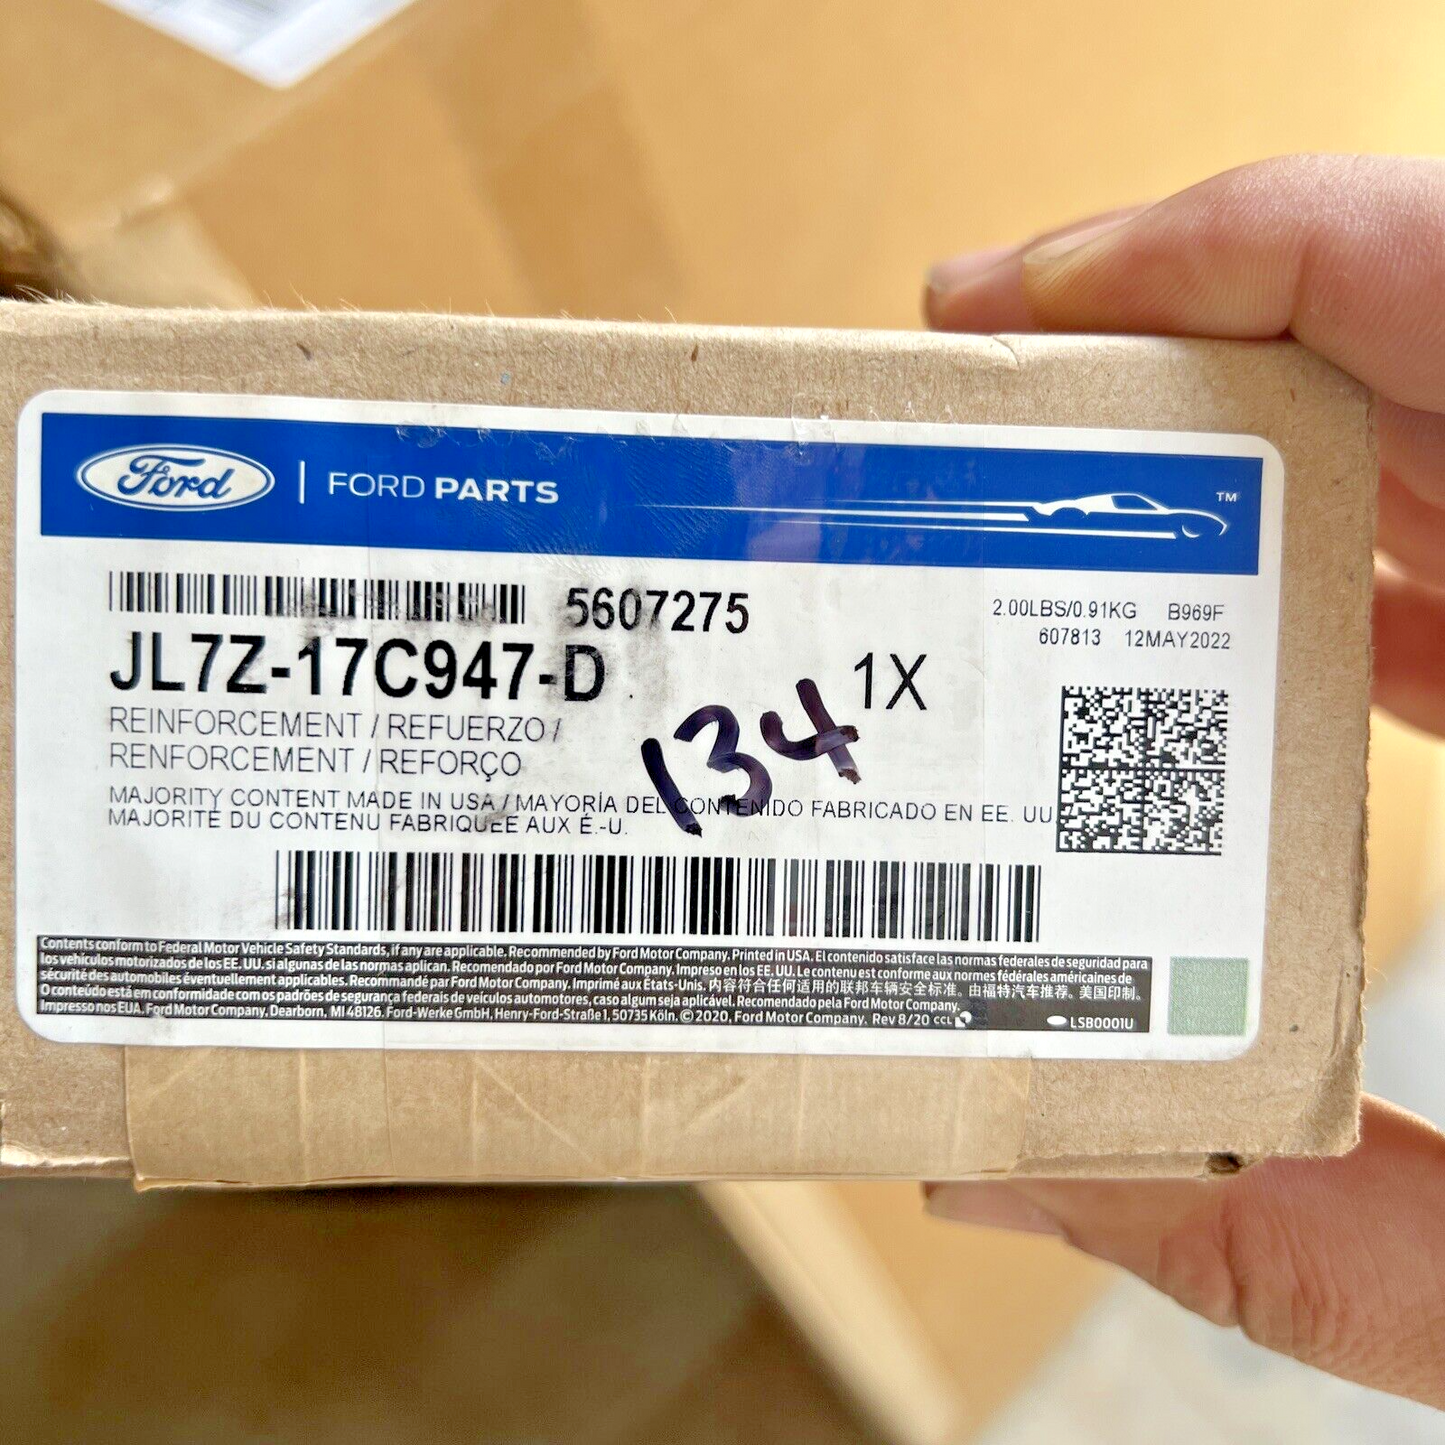 Ford | FORD PARTS
TM
5607275
2.00LBS/0.91KG B969F
607813 12MAY2022
JL7Z-17C947-D
1X
134
REINFORCEMENT / REFUERZO /
RENFORCEMENT / REFORÇO
MAJORITY CONTENT MADE IN USA / MAYORÍA DEL CONTENIDO FABRICADO EN EE. UU
MAJORITÉ DU CONTENU FABRIQUÉE AUX É.-U.
Contents conform to Federal Motor Vehicle Safety Standards, if any are applicable. Recommended by Ford Motor Company. Printed in USA. El contenido satisface las normas federales de seguridad para
los vehículos motorizados de los EE. UU. si algunas de las normas aplican. Recomendado por Ford Motor Company. Impreso en los EE. UU. Le contenu est conforme aux normes fédérales américaines de
sécurité des automobiles éventuellement applicables. Recommandé par Ford Motor Company. Imprimé aux États-Unis. 内容符合任何适用的联邦车辆安全标准。由福特汽车推荐。美国印制。
O conteúdo está em conformidade com os padrões de segurança federais de veículos automotores, caso algum seja aplicável. Recomendado pela Ford Motor Company.
Impresso nos EUA. Ford Motor Company, Dearborn, MI 48126. Ford-Werke GmbH, Henry-Ford-Straße 1, 50735 Köln. © 2020, Ford Motor Company. Rev 8/20 CCL
LSB0001U